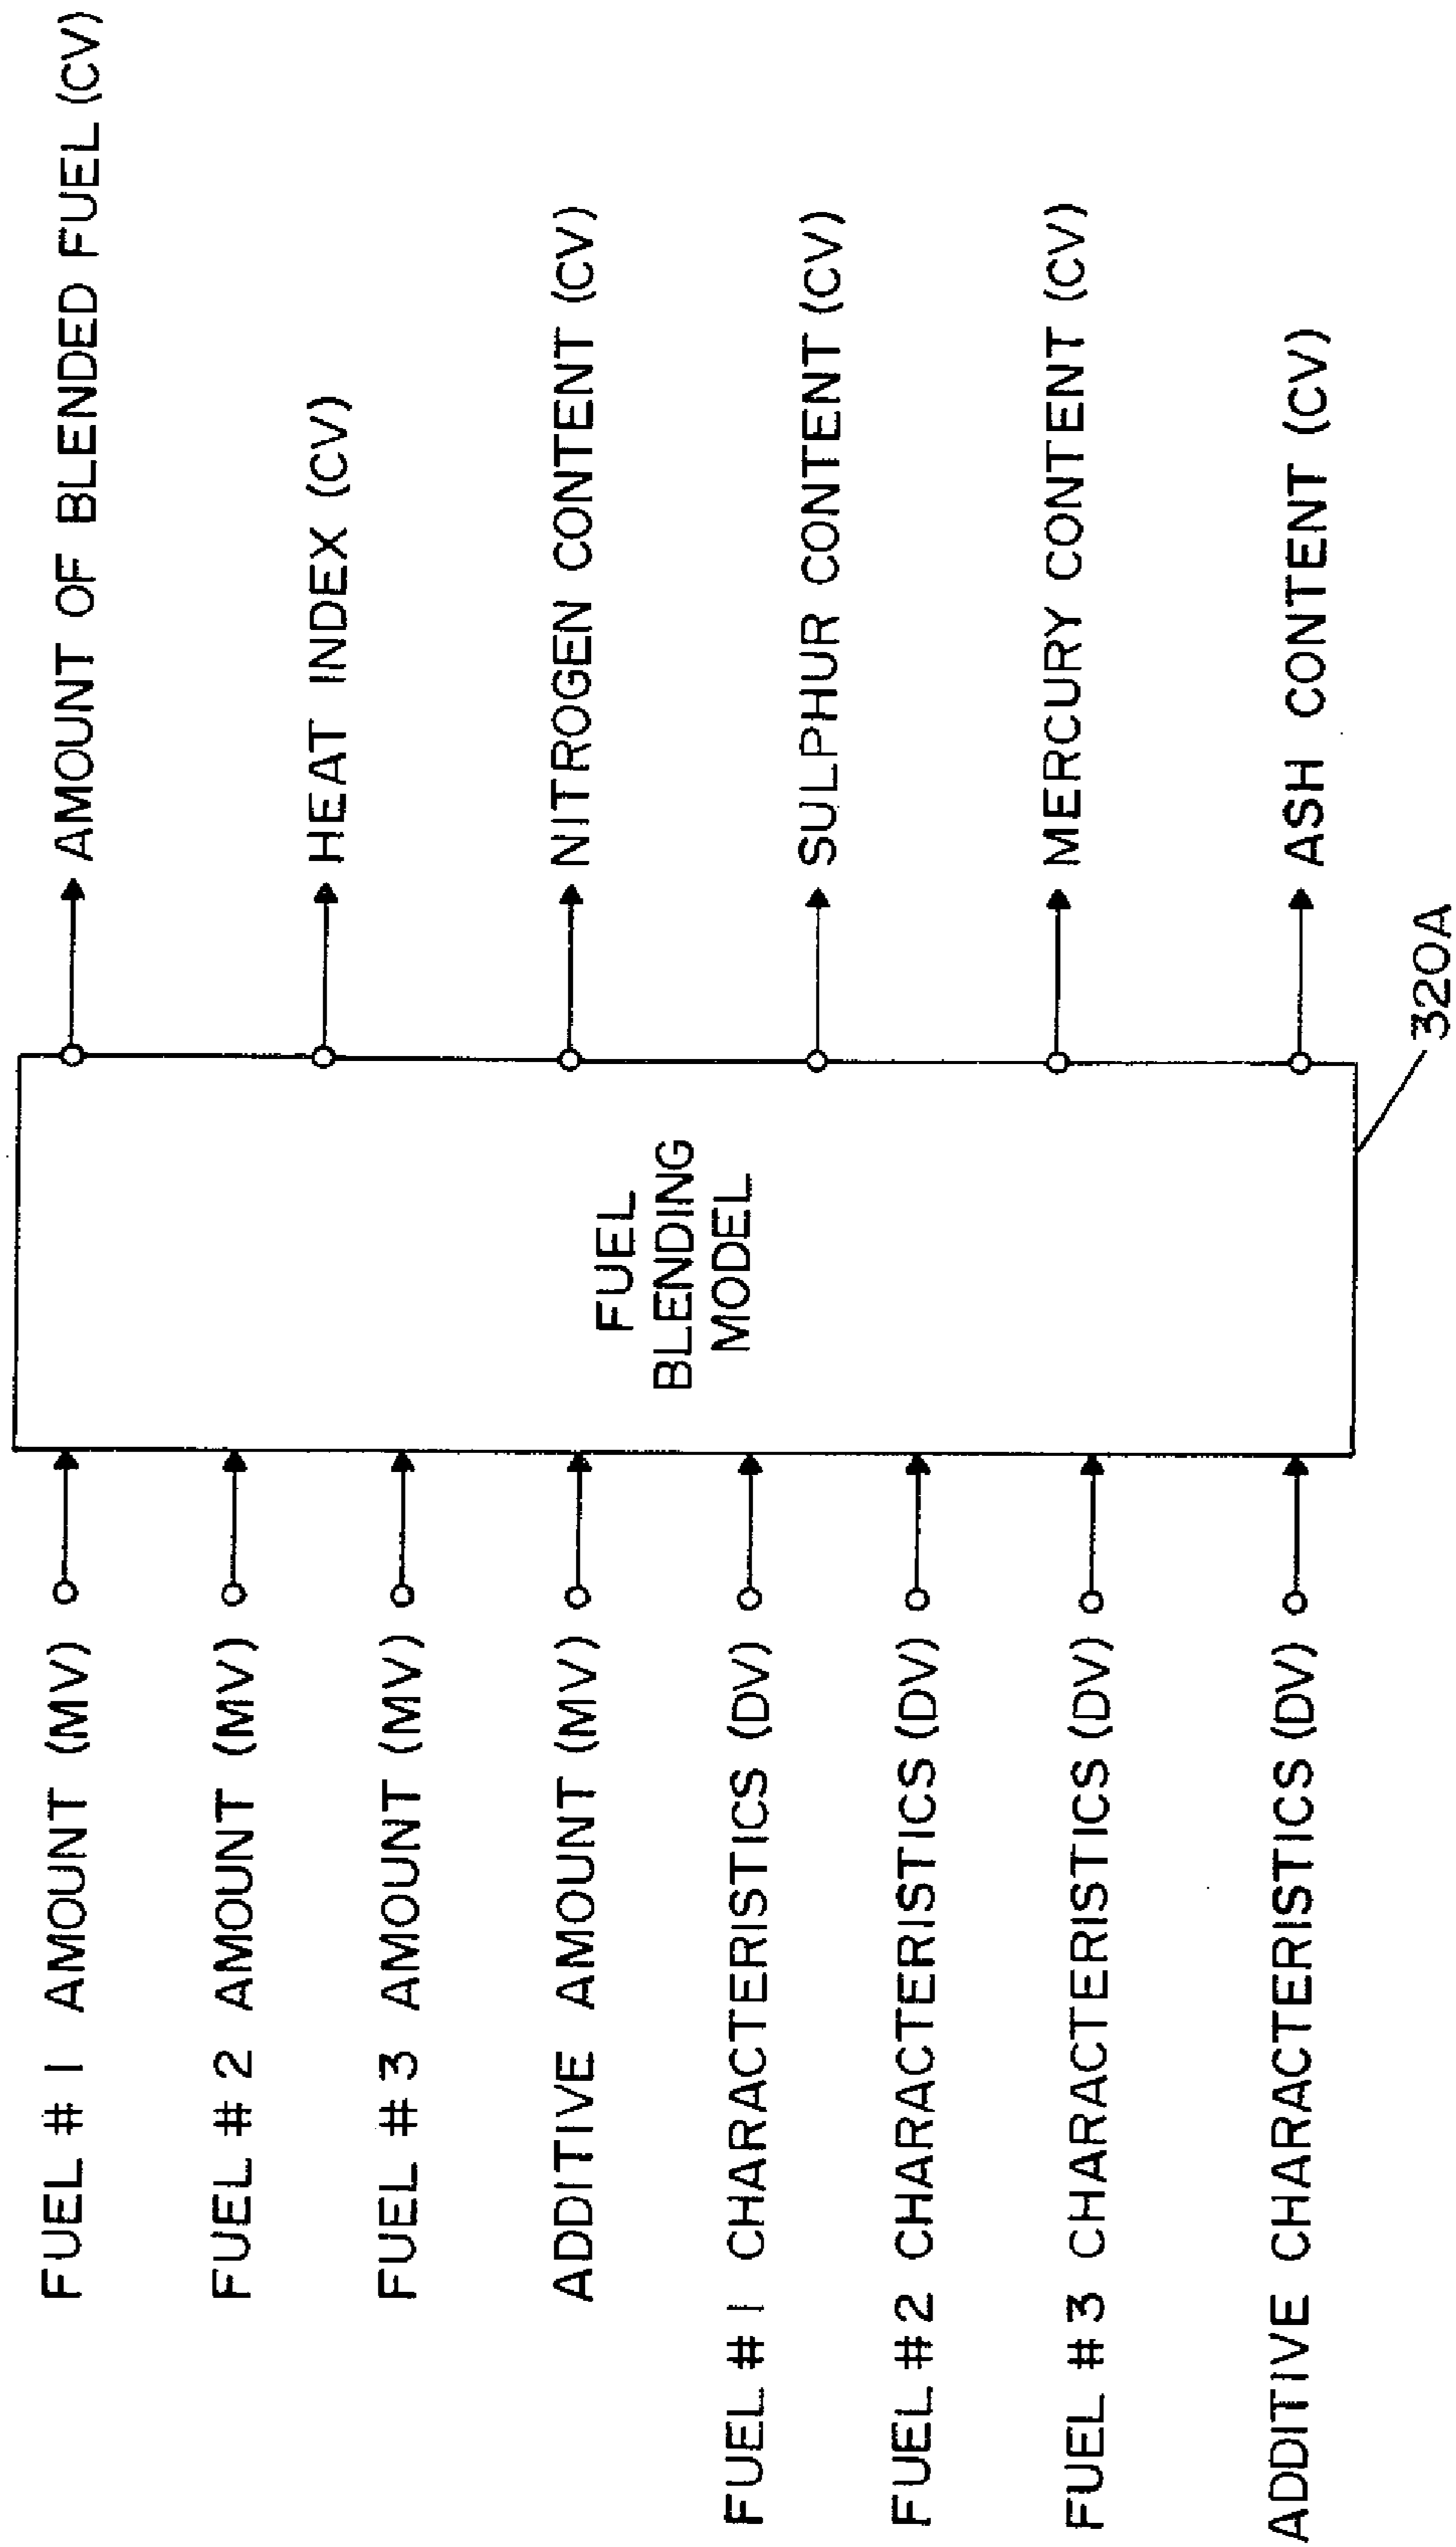 FUEL # 1 AMOUNT (MV)
FUEL # 2 AMOUNT (MV)
FUEL # 3 AMOUNT (MV)
ADDITIVE AMOUNT (MV)
FUEL # 1 CHARACTERISTICS (DV)
FUEL #2 CHARACTERISTICS (DV)
FUEL #3 CHARACTERISTICS (DV)
ADDITIVE CHARACTERISTICS (DV)
FUEL
BLENDING
MODEL
AMOUNT OF BLENDED FUEL (CV)
HEAT INDEX (CV)
NITROGEN CONTENT (CV)
SULPHUR CONTENT (CV)
MERCURY CONTENT (CV)
ASH CONTENT (CV)
320A